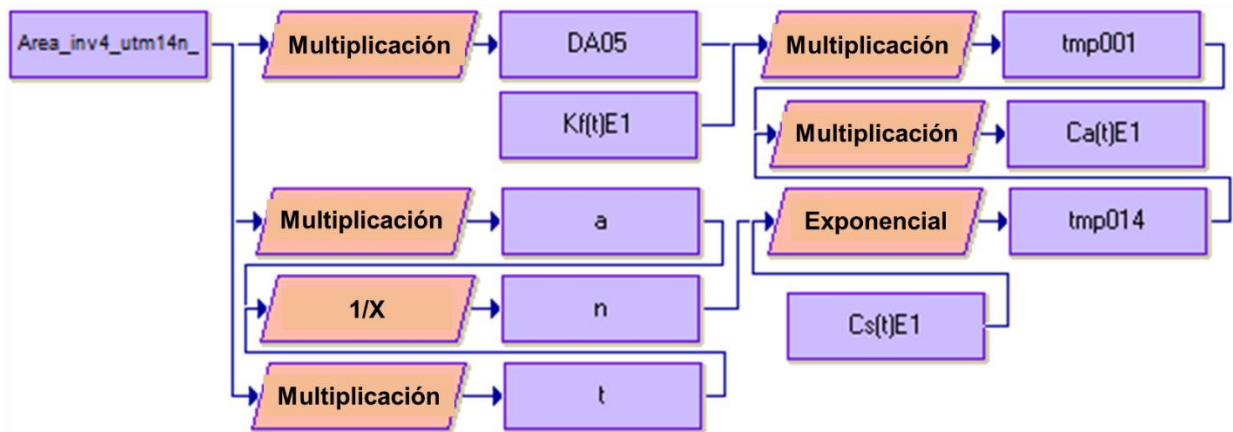 Area_inv4_utm14n_
Multiplicación
DA05
Multiplicación
tmp001
Kf(t)E1
Multiplicación
Ca(t)E1
Multiplicación
a
Exponencial
tmp014
1/X
n
Cs(t)E1
Multiplicación
t